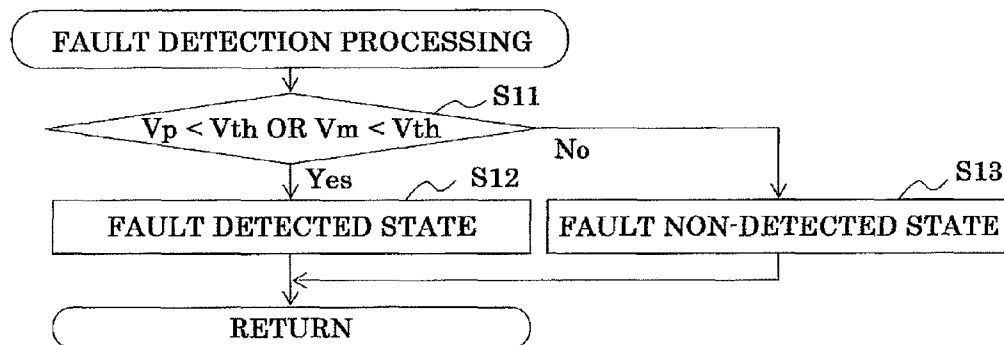 FAULT DETECTION PROCESSING
S11
Vp < Vth OR Vm < Vth
No
Yes
S12
S13
FAULT DETECTED STATE
FAULT NON-DETECTED STATE
RETURN